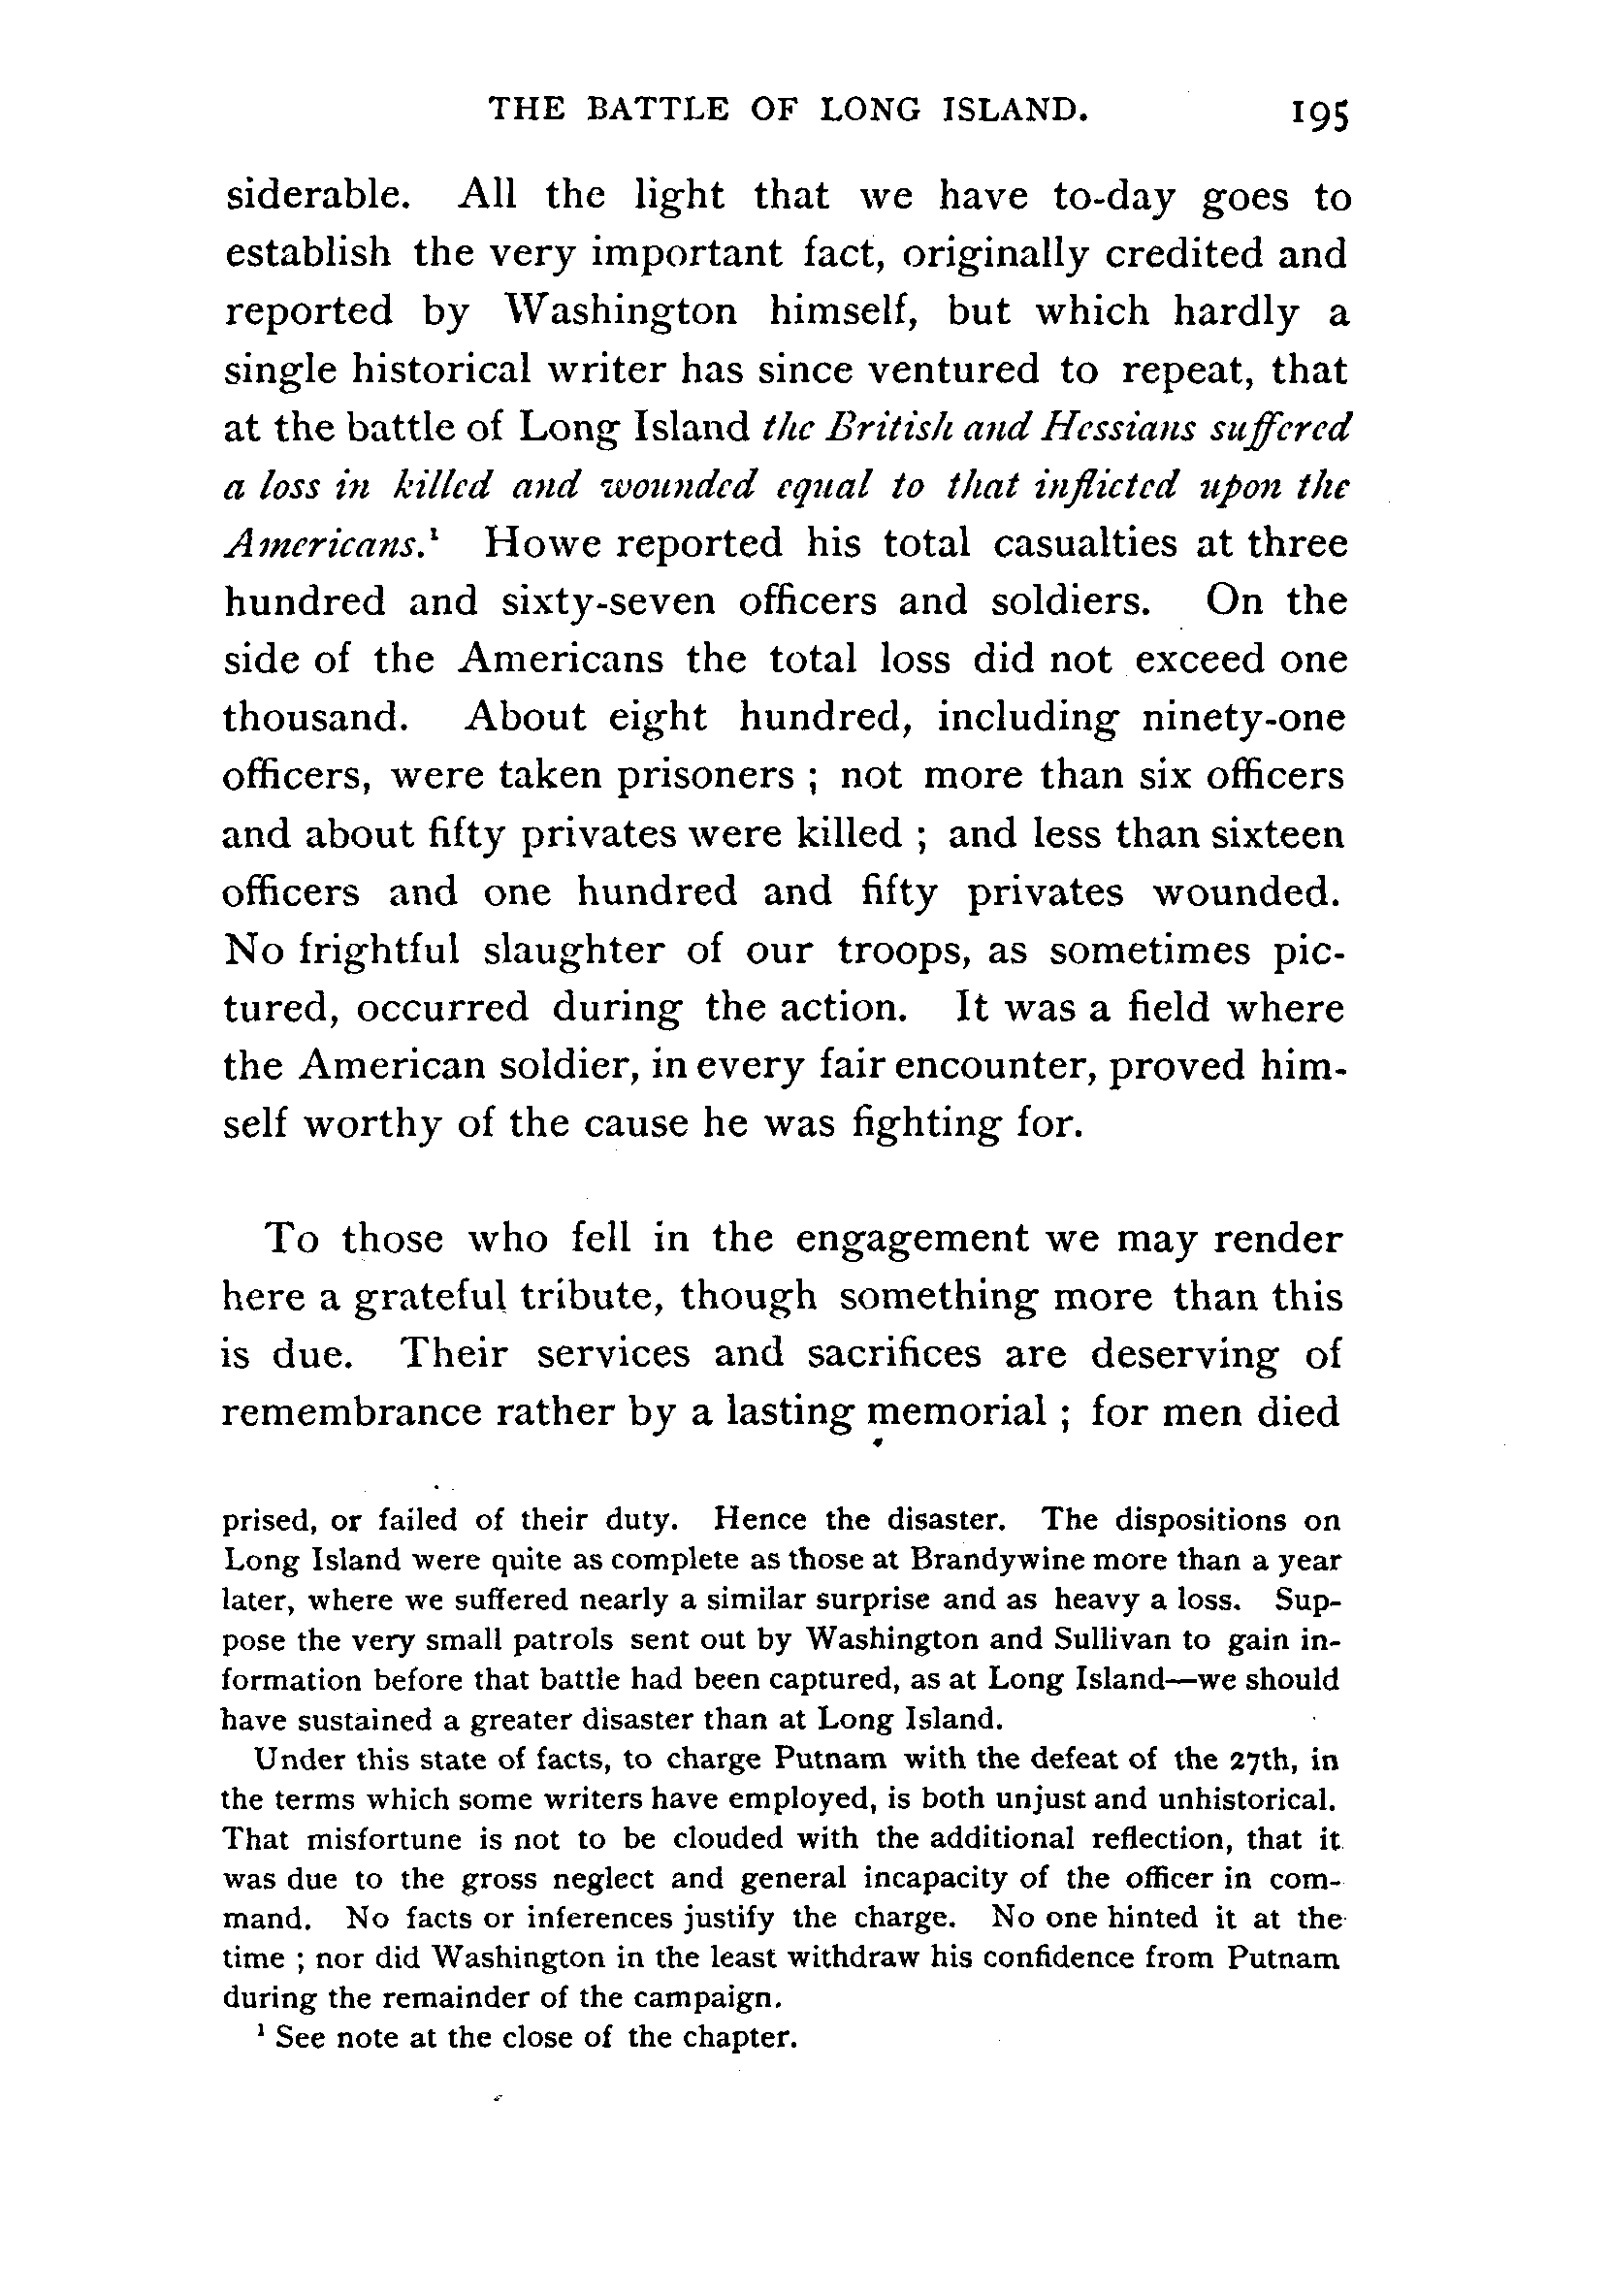 THE BATTLE OF LONG ISLAND. 195
siderable. All the light that we have to-day goes to
establish the very important fact, originally credited and
reported by Washington himself, but which hardly a
single historical writer has since ventured to repeat, that
at the battle of Long Island the British and Hessians suffered
a loss in killed and wounded equal to that inflicted upon the
Americans.¹ Howe reported his total casualties at three
hundred and sixty-seven officers and soldiers. On the
side of the Americans the total loss did not exceed one
thousand. About eight hundred, including ninety-one
officers, were taken prisoners ; not more than six officers
and about fifty privates were killed ; and less than sixteen
officers and one hundred and fifty privates wounded.
No frightful slaughter of our troops, as sometimes pic-
tured, occurred during the action. It was a field where
the American soldier, in every fair encounter, proved him-
self worthy of the cause he was fighting for.
To those who fell in the engagement we may render
here a grateful tribute, though something more than this
is due. Their services and sacrifices are deserving of
remembrance rather by a lasting memorial ; for men died
prised, or failed of their duty. Hence the disaster. The dispositions on
Long Island were quite as complete as those at Brandywine more than a year
later, where we suffered nearly a similar surprise and as heavy a loss. Sup-
pose the very small patrols sent out by Washington and Sullivan to gain in-
formation before that battle had been captured, as at Long Island—we should
have sustained a greater disaster than at Long Island.
Under this state of facts, to charge Putnam with the defeat of the 27th, in
the terms which some writers have employed, is both unjust and unhistorical.
That misfortune is not to be clouded with the additional reflection, that it
was due to the gross neglect and general incapacity of the officer in com-
mand. No facts or inferences justify the charge. No one hinted it at the
time ; nor did Washington in the least withdraw his confidence from Putnam
during the remainder of the campaign.
¹ See note at the close of the chapter.